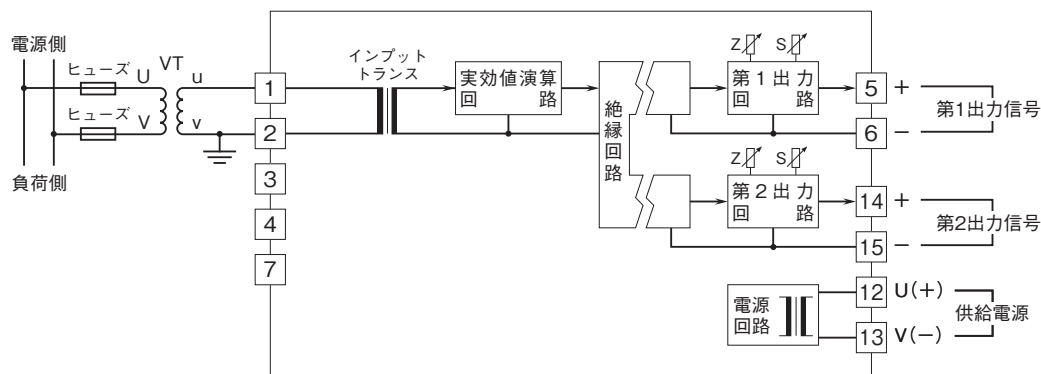 電源側
ヒューズ
U
VT
u
ヒューズ
V
v
負荷側
1
2
3
4
7
インプット
トランス
実効値演算
回路
絶縁回路
Z
S
第1出力
回路
5
+
6
−
第1出力信号
Z
S
第2出力
回路
14
+
15
−
第2出力信号
電源
回路
12
U(+)
13
V(−)
供給電源